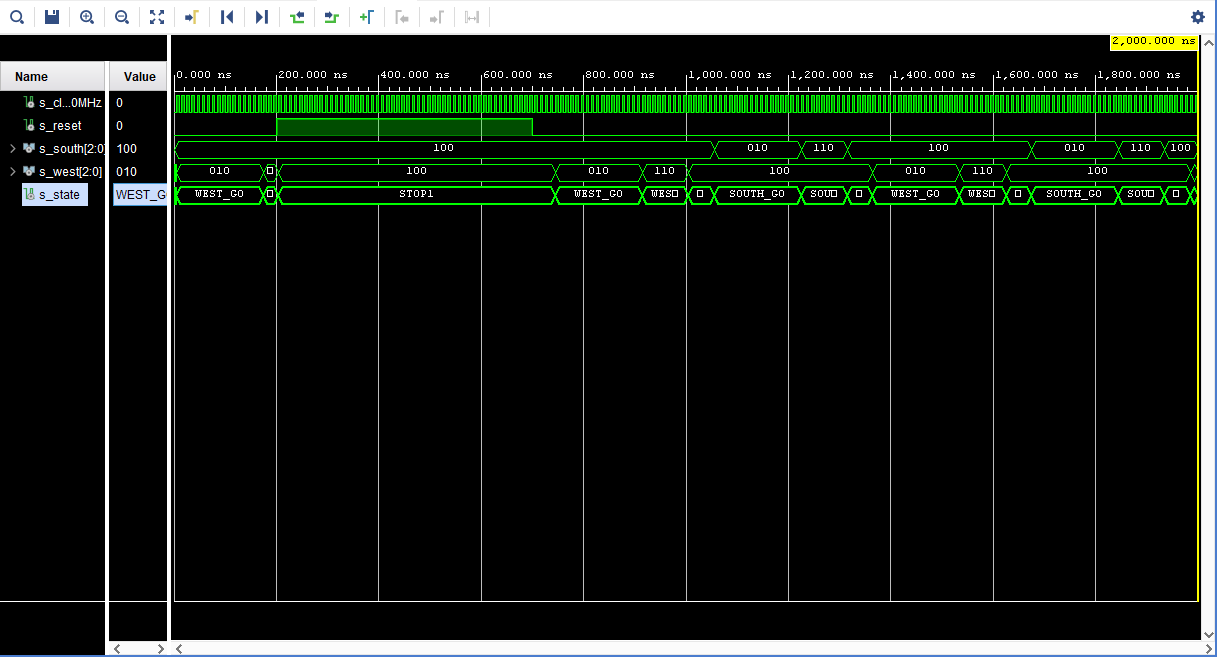 2,000.000 ns
Name Value
0.000 ns 200.000 ns 400.000 ns 600.000 ns 800.000 ns 1,000.000 ns 1,200.000 ns 1,400.000 ns 1,600.000 ns 1,800.000 ns
s_cl...0MHz 0
s_reset 0
s_south[2:0] 100 100 010 110 100 010 110 100
s_west[2:0] 010 010 100 010 110 100 010 110 100
s_state WEST_G WEST_GO STOP1 WEST_GO WES SOUTH_GO SOU WEST_GO WES SOUTH_GO SOU